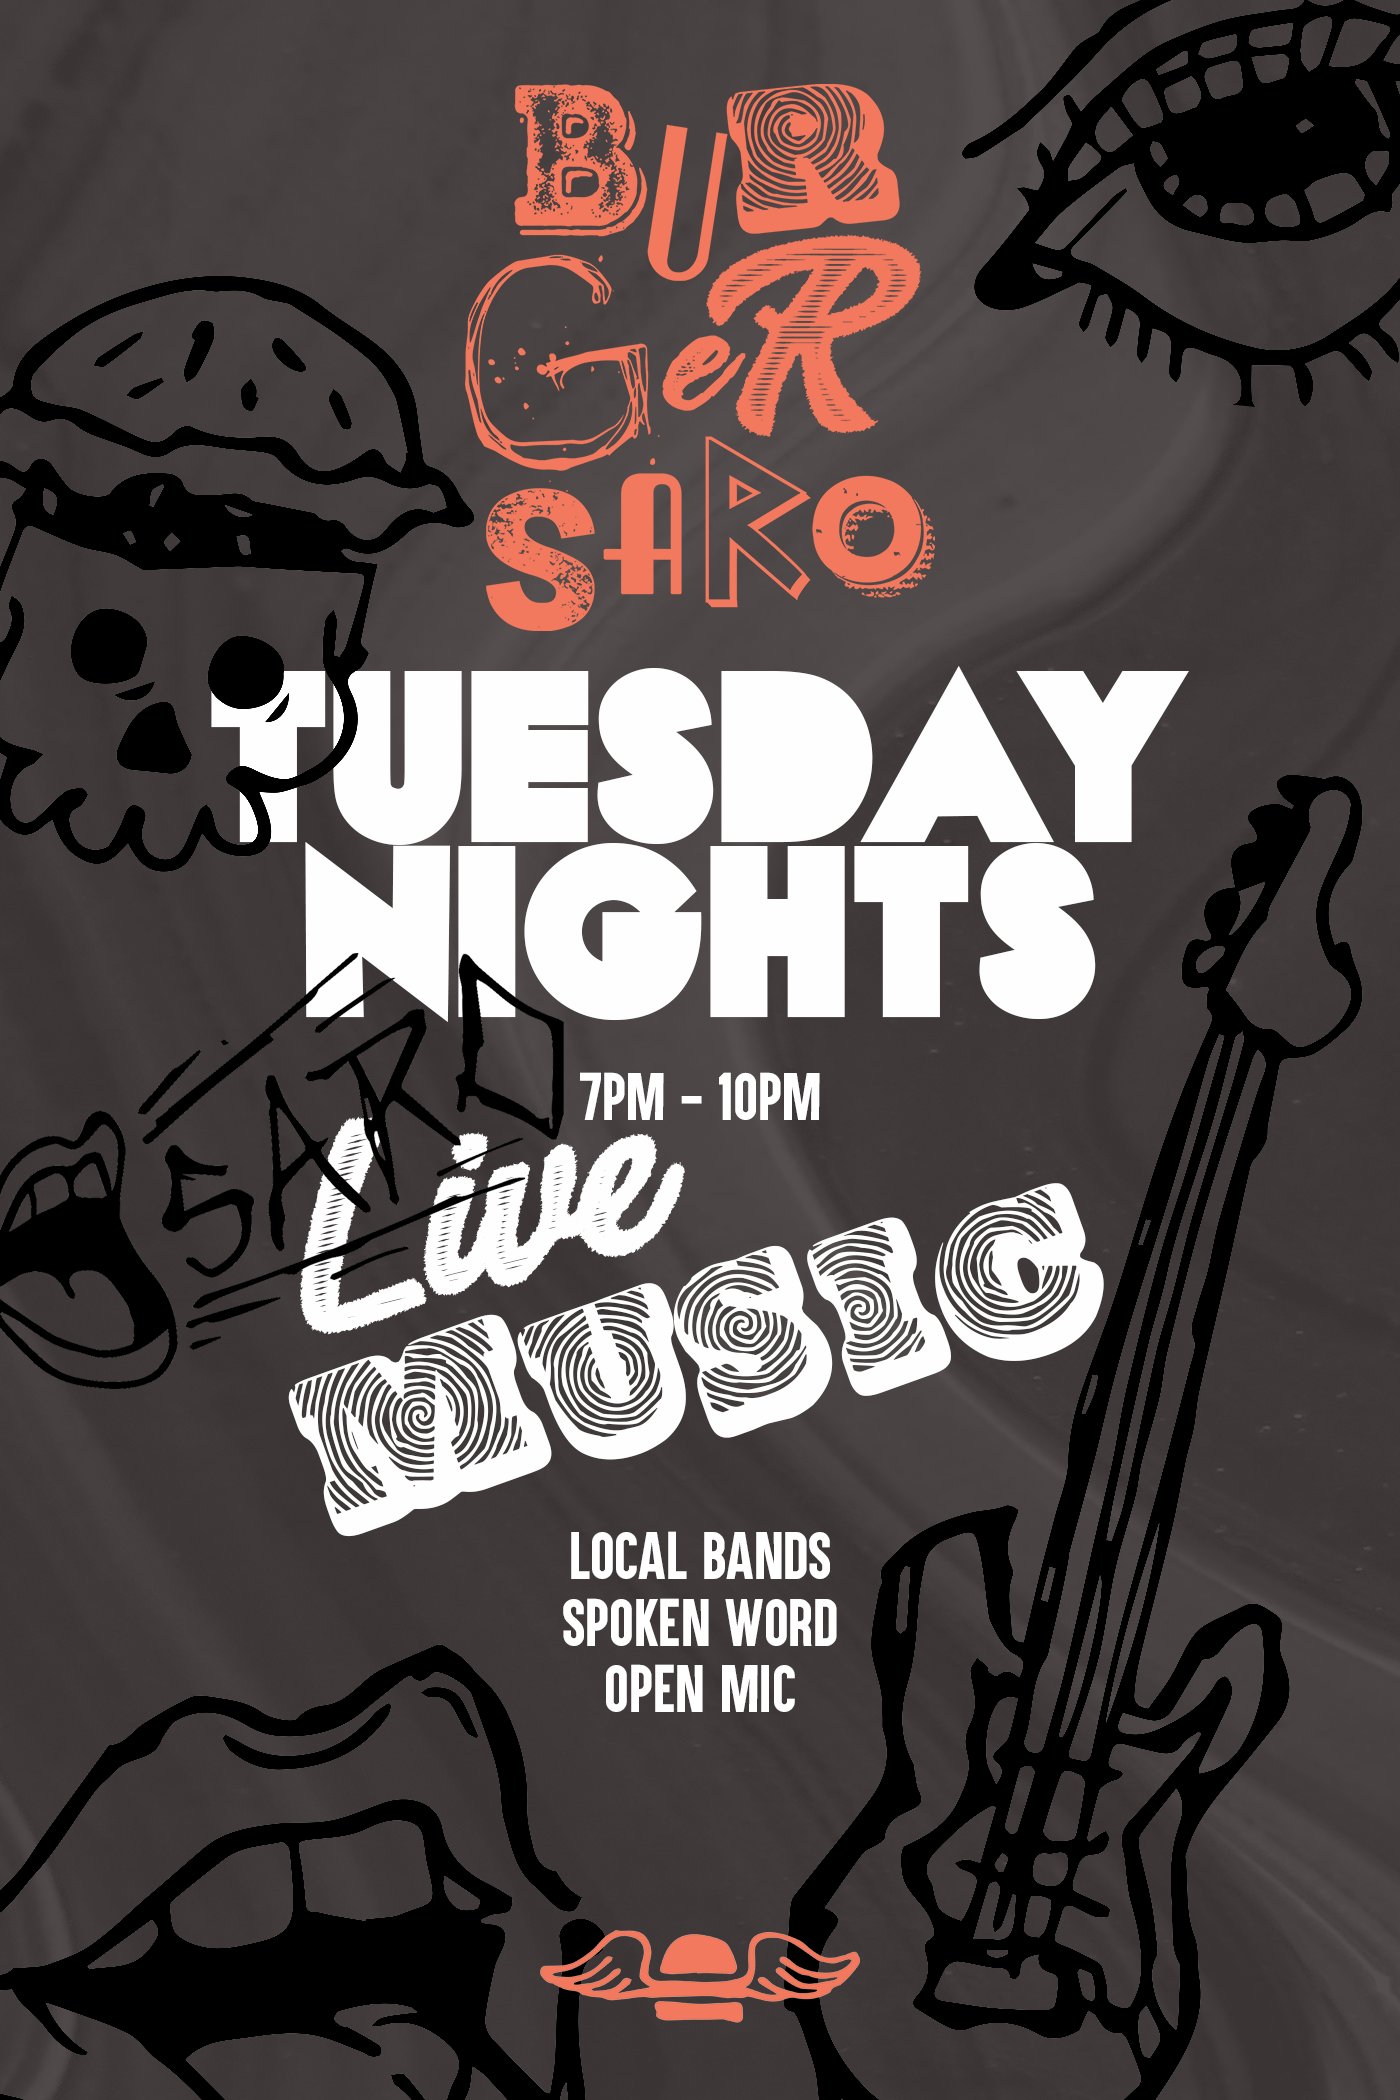 BUR
GeR
SARO
TUESDAY
NIGHTS
7PM - 10PM
SARO
Live
MUSIC
LOCAL BANDS
SPOKEN WORD
OPEN MIC